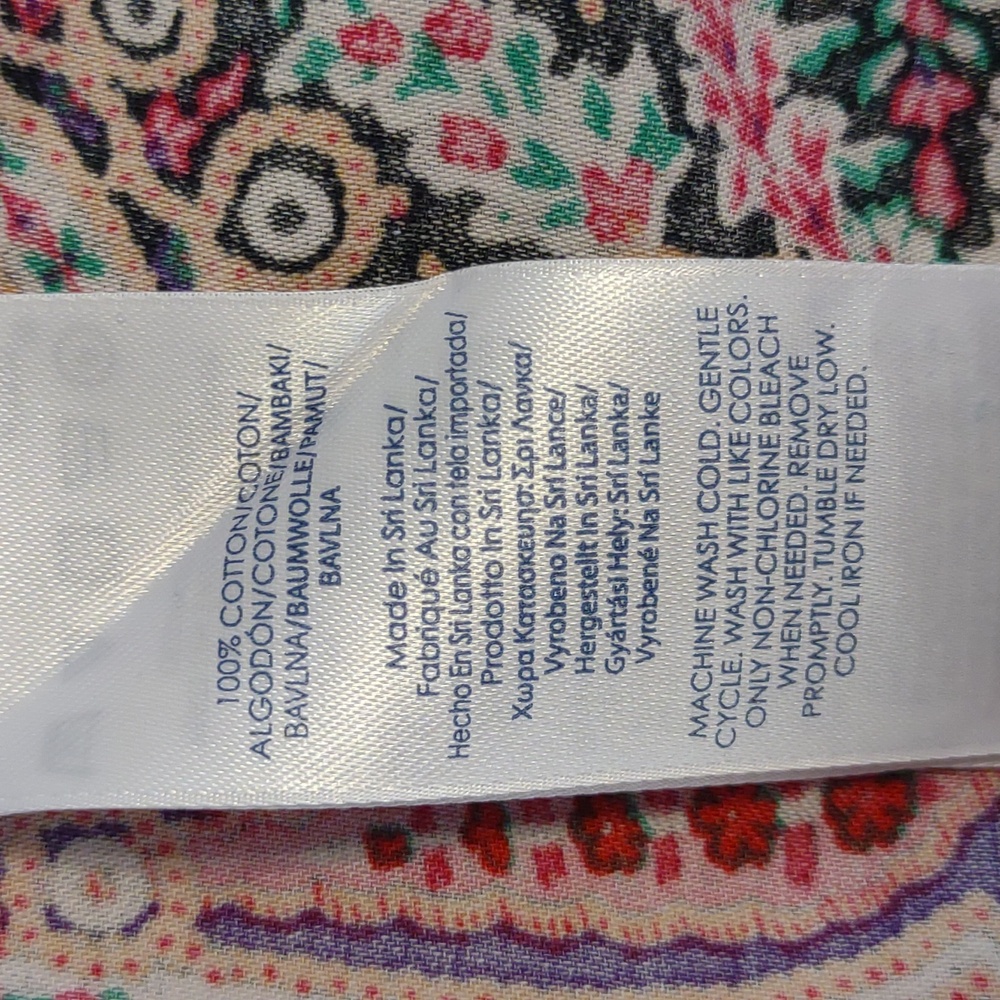 100% COTTON/COTON/
ALGODÓN/COTONE/BAMBAKI/
BAVLNA/BAUMWOLLE/PAMUT/
BAVLNA
Made In Sri Lanka/
Fabriqué Au Sri Lanka/
Hecho En Sri Lanka con tela importada/
Prodotto In Sri Lanka/
Χωρα Κατασκευησ: Σρι Λανκα/
Vyrobeno Na Srí Lance/
Hergestellt In Sri Lanka/
Gyártási Hely: Srí Lanka/
Vyrobené Na Srí Lanke
MACHINE WASH COLD. GENTLE
CYCLE. WASH WITH LIKE COLORS.
ONLY NON-CHLORINE BLEACH
WHEN NEEDED. REMOVE
PROMPTLY. TUMBLE DRY LOW.
COOL IRON IF NEEDED.